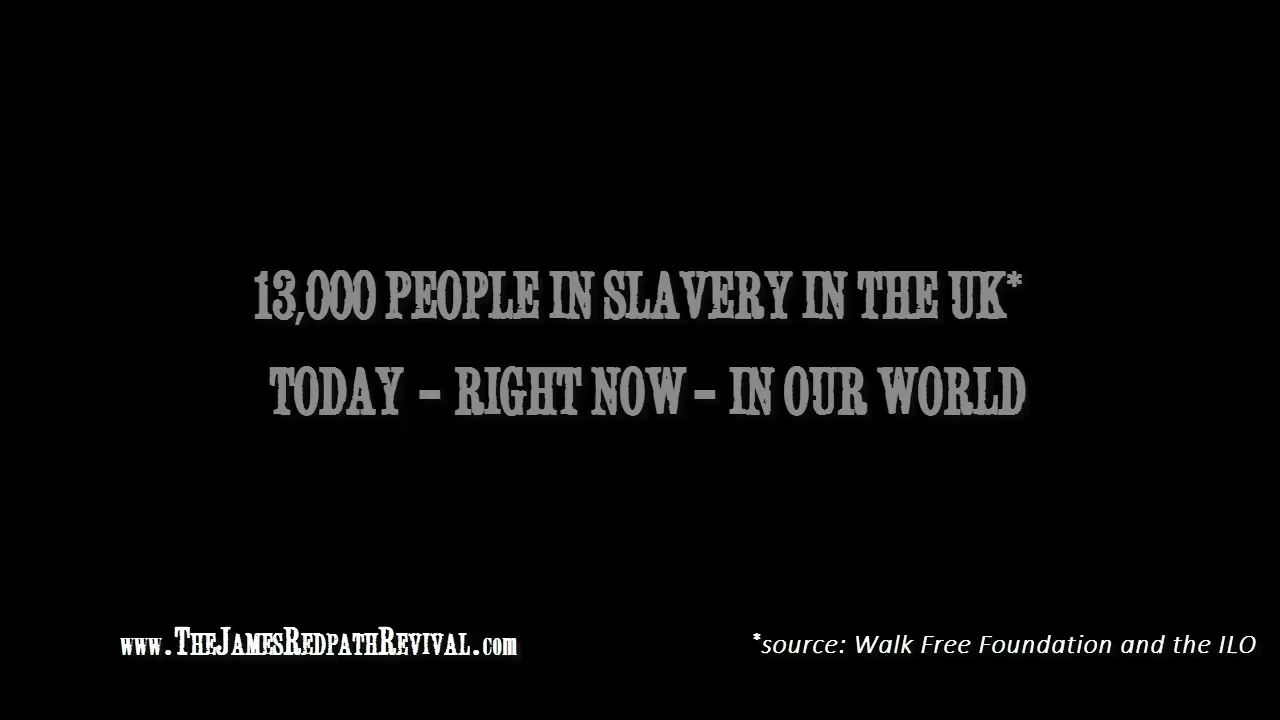 13,000 PEOPLE IN SLAVERY IN THE UK*
TODAY - RIGHT NOW - IN OUR WORLD
www.TheJamesRedpathRevival.com
*source: Walk Free Foundation and the ILO